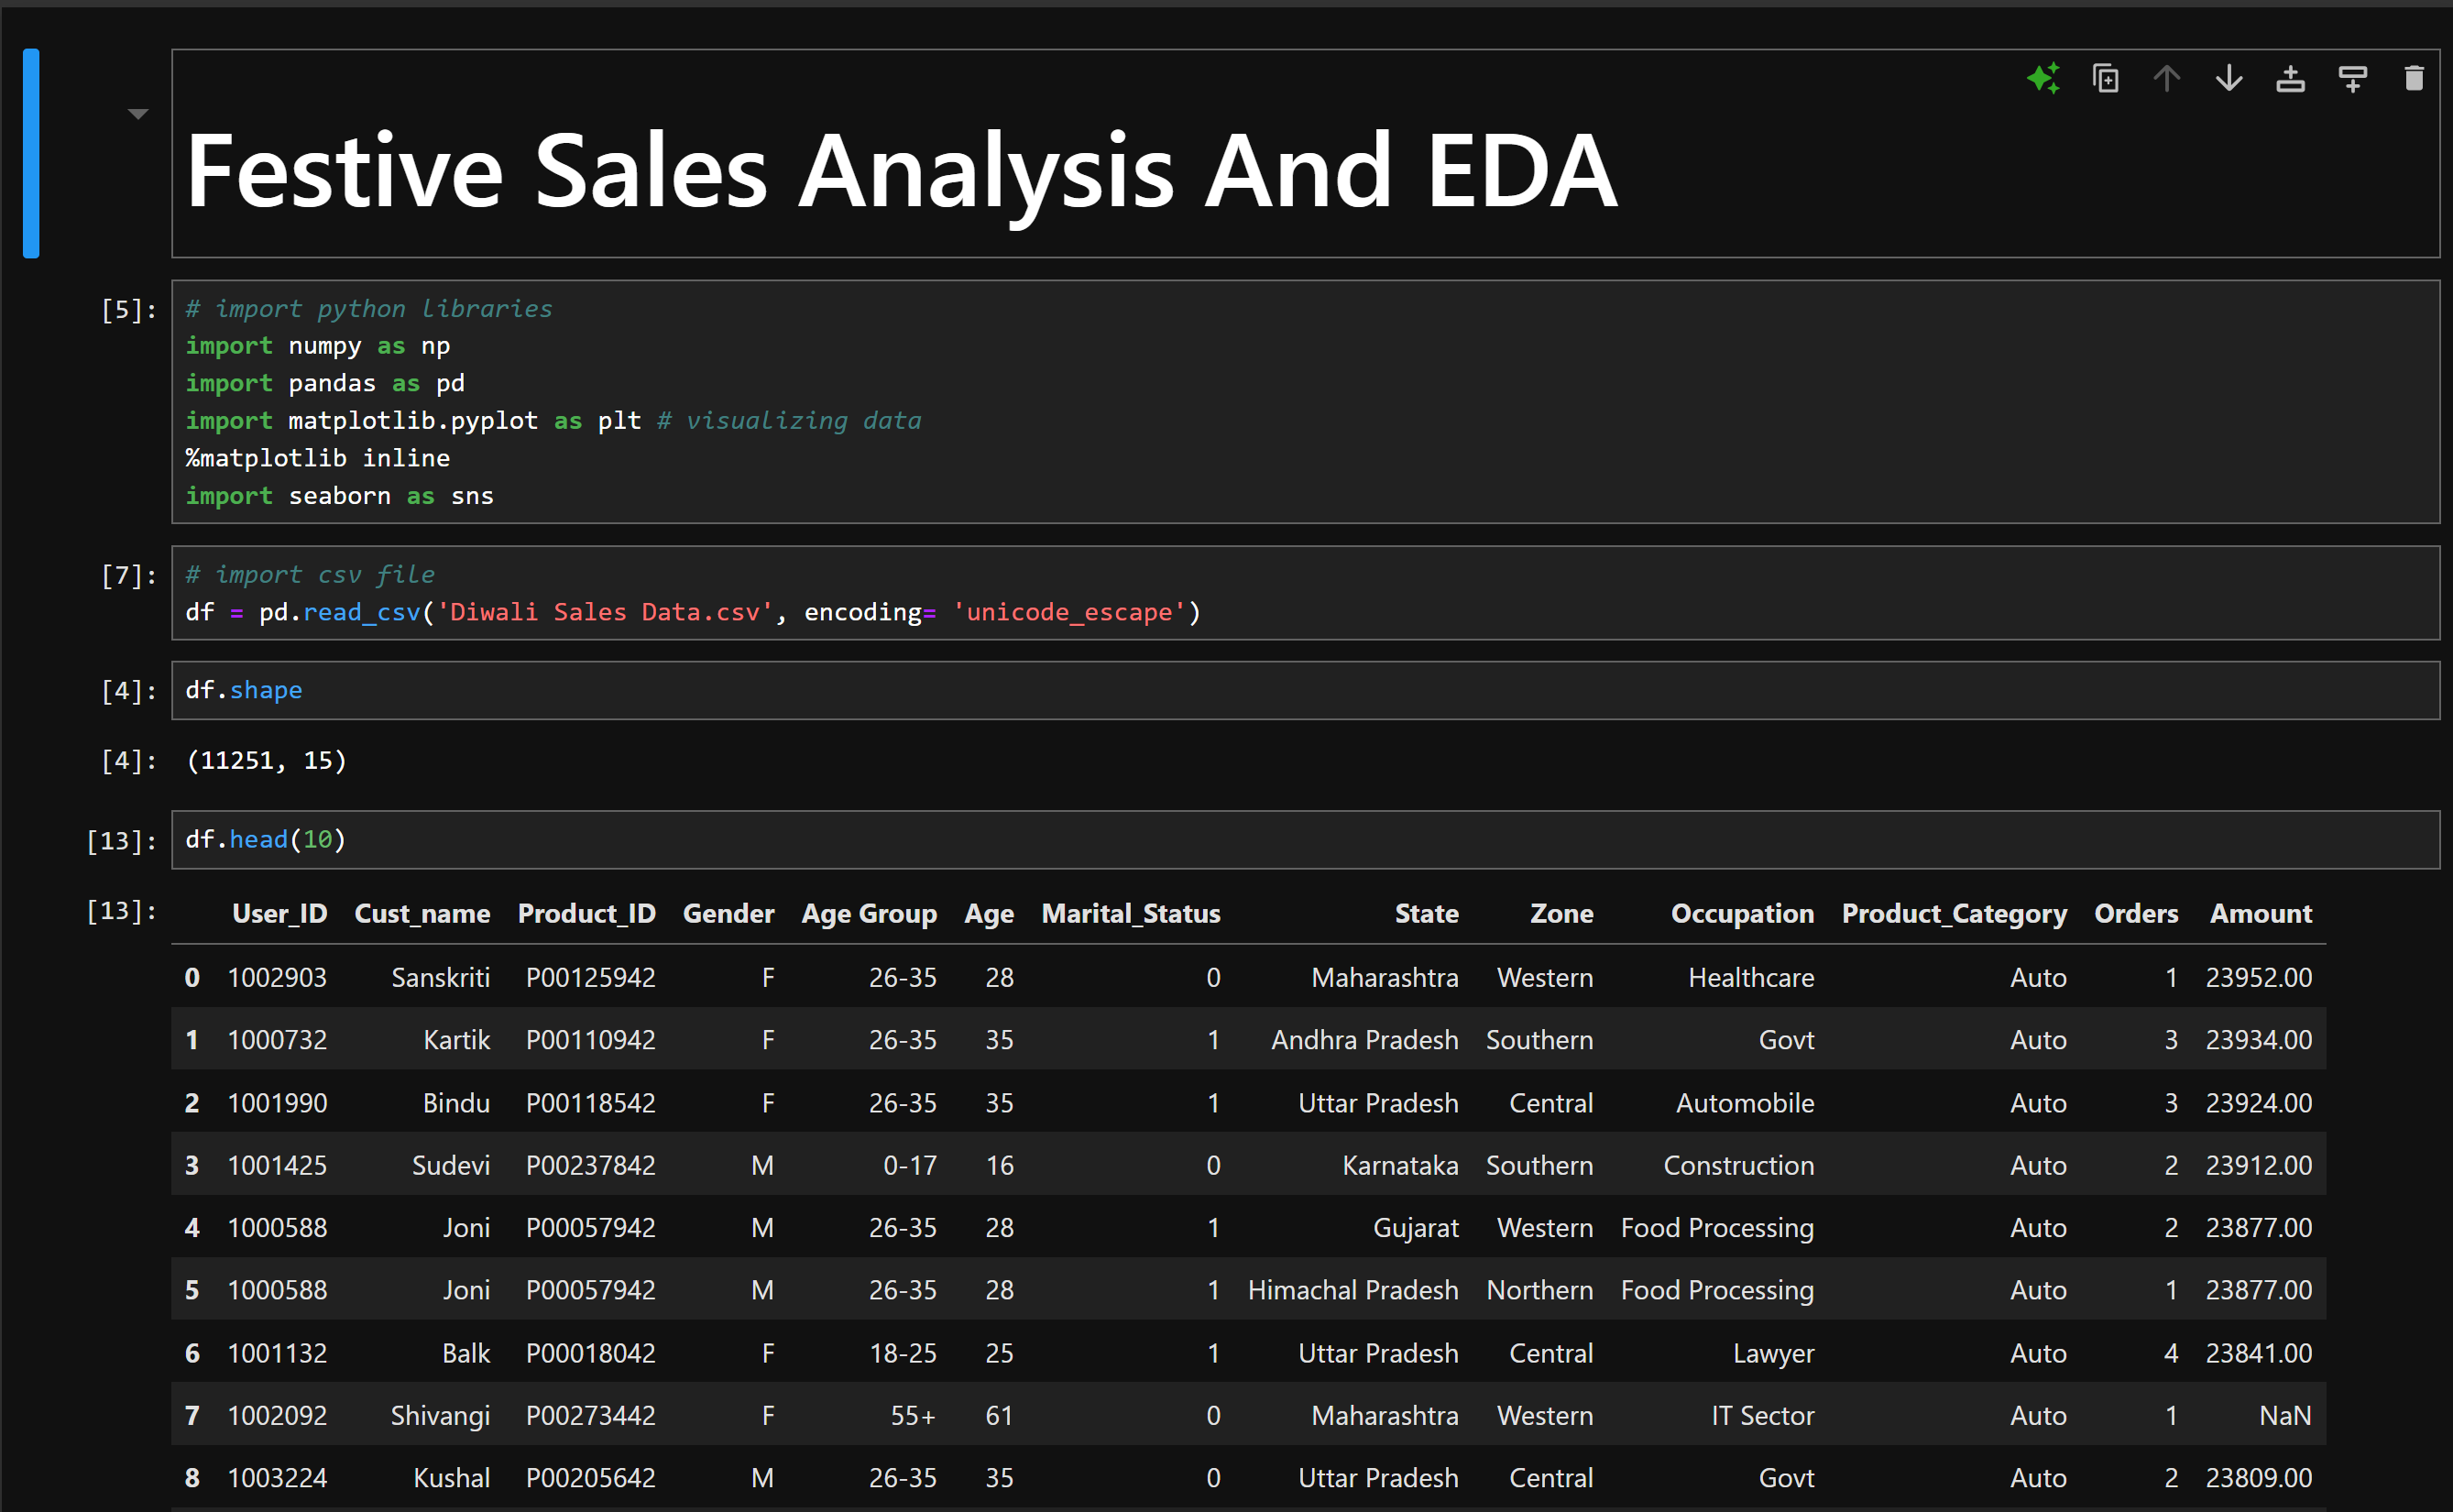 Festive Sales Analysis And EDA
[5]: # import python libraries
import numpy as np
import pandas as pd
import matplotlib.pyplot as plt # visualizing data
%matplotlib inline
import seaborn as sns
[7]: # import csv file
df = pd.read_csv('Diwali Sales Data.csv', encoding= 'unicode_escape')
[4]: df.shape
[4]: (11251, 15)
[13]: df.head(10)
[13]: User_ID Cust_name Product_ID Gender Age Group Age Marital_Status State Zone Occupation Product_Category Orders Amount
0 1002903 Sanskriti P00125942 F 26-35 28 0 Maharashtra Western Healthcare Auto 1 23952.00
1 1000732 Kartik P00110942 F 26-35 35 1 Andhra Pradesh Southern Govt Auto 3 23934.00
2 1001990 Bindu P00118542 F 26-35 35 1 Uttar Pradesh Central Automobile Auto 3 23924.00
3 1001425 Sudevi P00237842 M 0-17 16 0 Karnataka Southern Construction Auto 2 23912.00
4 1000588 Joni P00057942 M 26-35 28 1 Gujarat Western Food Processing Auto 2 23877.00
5 1000588 Joni P00057942 M 26-35 28 1 Himachal Pradesh Northern Food Processing Auto 1 23877.00
6 1001132 Balk P00018042 F 18-25 25 1 Uttar Pradesh Central Lawyer Auto 4 23841.00
7 1002092 Shivangi P00273442 F 55+ 61 0 Maharashtra Western IT Sector Auto 1 NaN
8 1003224 Kushal P00205642 M 26-35 35 0 Uttar Pradesh Central Govt Auto 2 23809.00